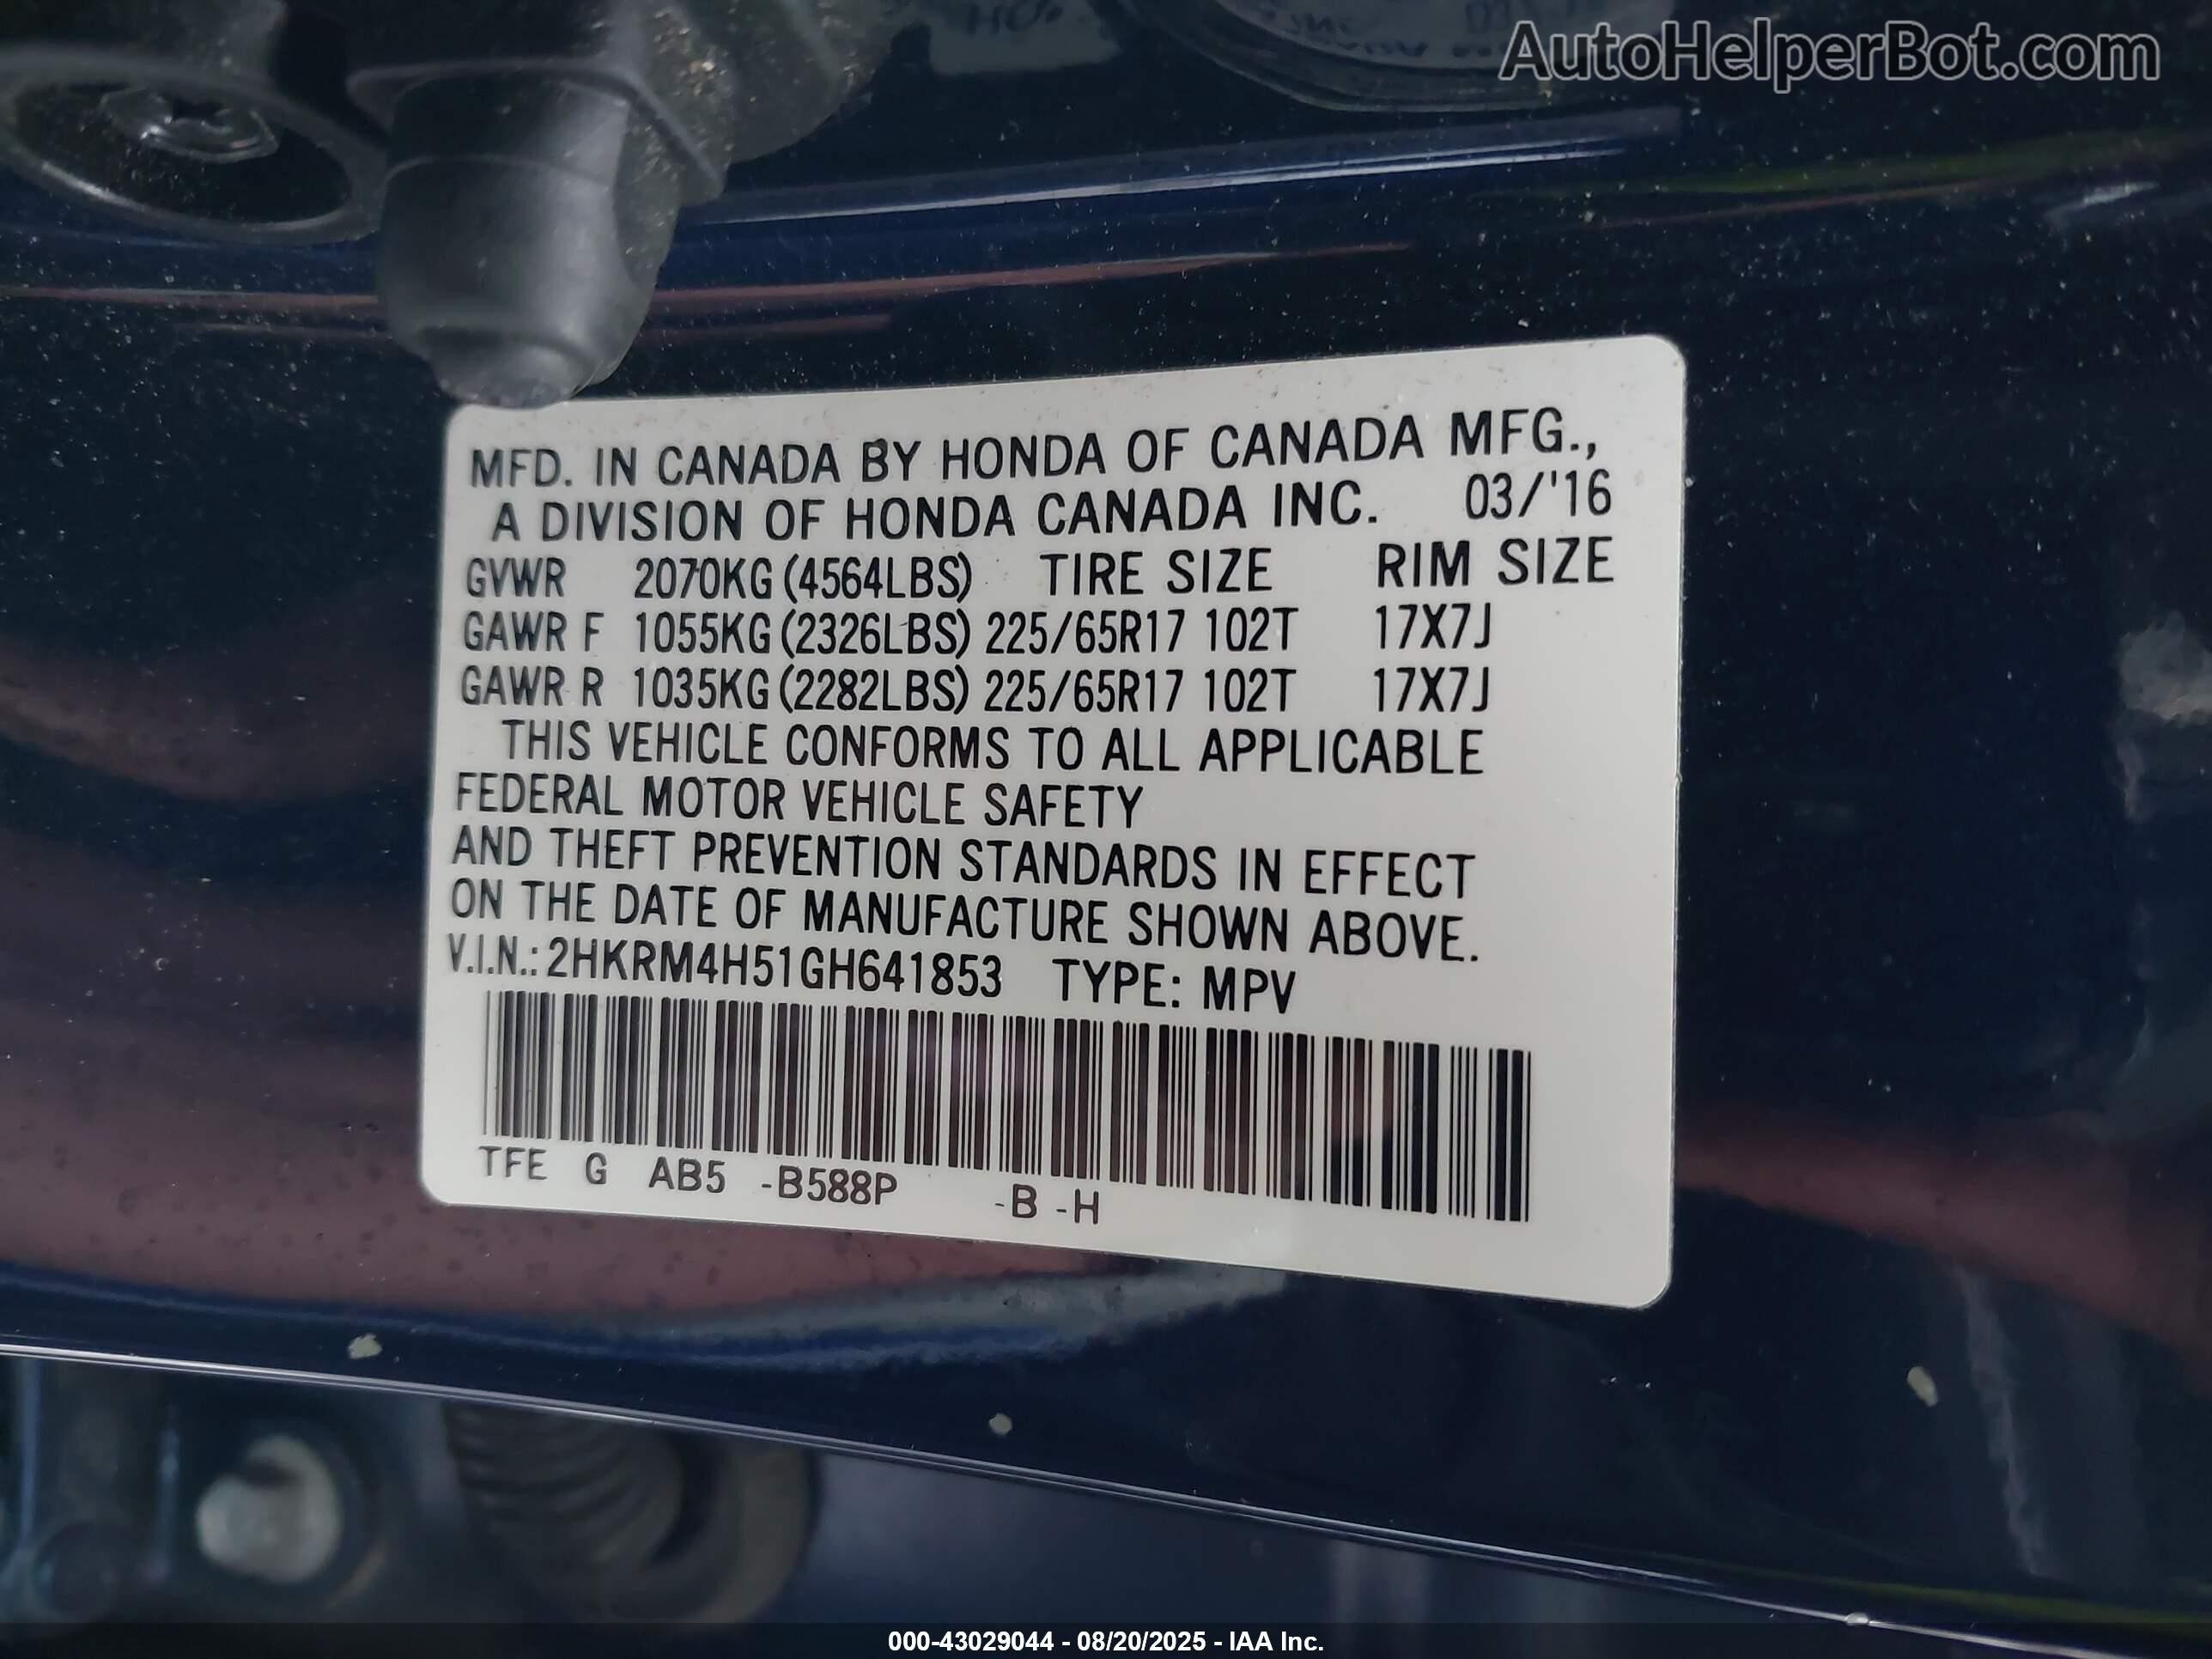 AutoHelperBot.com
MFD. IN CANADA BY HONDA OF CANADA MFG.,
A DIVISION OF HONDA CANADA INC. 03/'16
GVWR 2070KG (4564LBS) TIRE SIZE RIM SIZE
GAWR F 1055KG (2326LBS) 225/65R17 102T 17X7J
GAWR R 1035KG (2282LBS) 225/65R17 102T 17X7J
THIS VEHICLE CONFORMS TO ALL APPLICABLE
FEDERAL MOTOR VEHICLE SAFETY
AND THEFT PREVENTION STANDARDS IN EFFECT
ON THE DATE OF MANUFACTURE SHOWN ABOVE.
V.I.N.: 2HKRM4H51GH641853 TYPE: MPV
TFE G AB5 -B588P -B -H
000-43029044 - 08/20/2025 - IAA Inc.